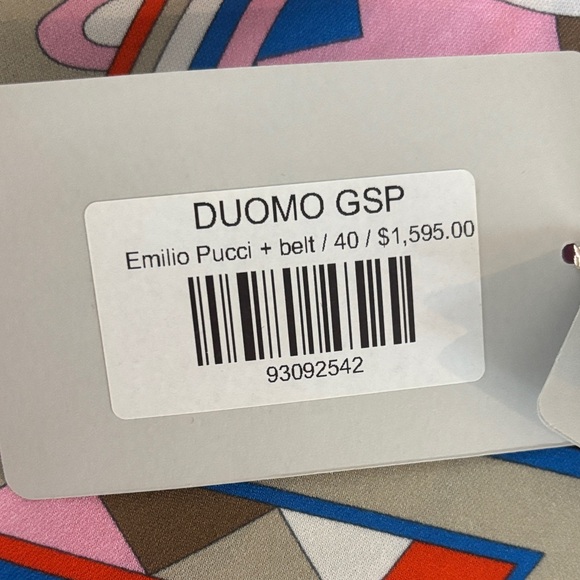 DUOMO GSP
Emilio Pucci + belt / 40 / $1,595.00
93092542